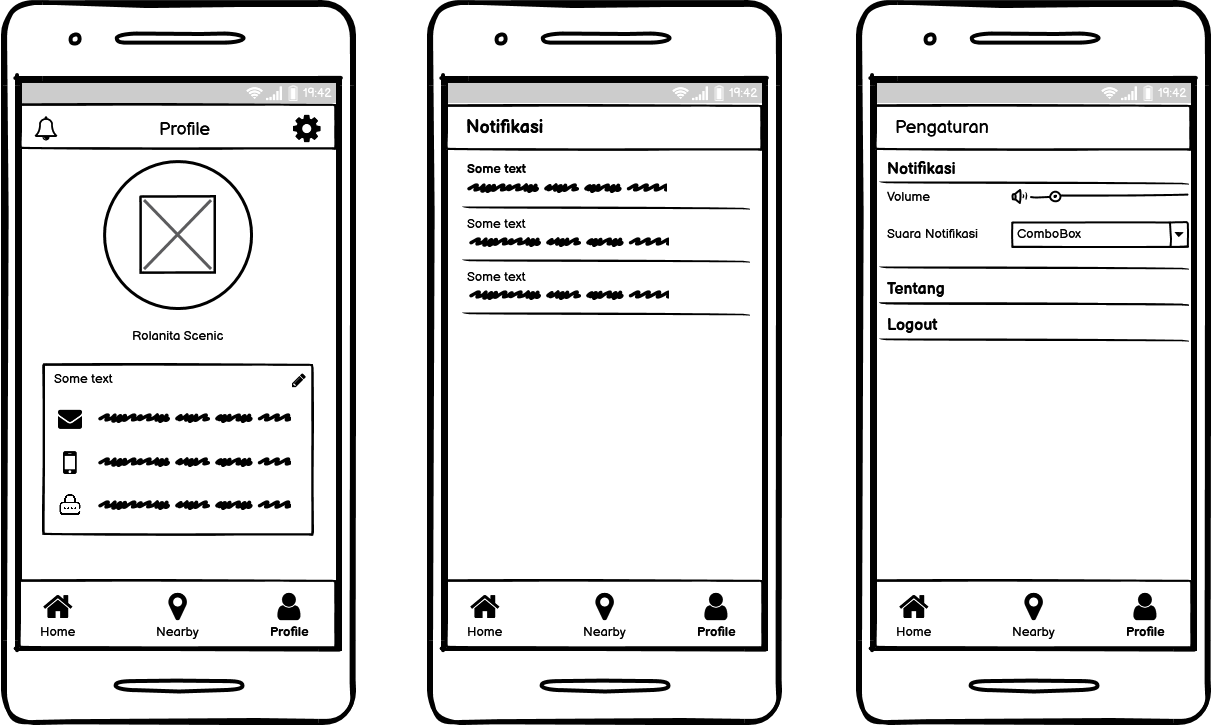 19:42
Profile
Rolanita Scenic
Some text
Home Nearby Profile
19:42
Notifikasi
Some text
Some text
Some text
Home Nearby Profile
19:42
Pengaturan
Notifikasi
Volume
Suara Notifikasi ComboBox
Tentang
Logout
Home Nearby Profile